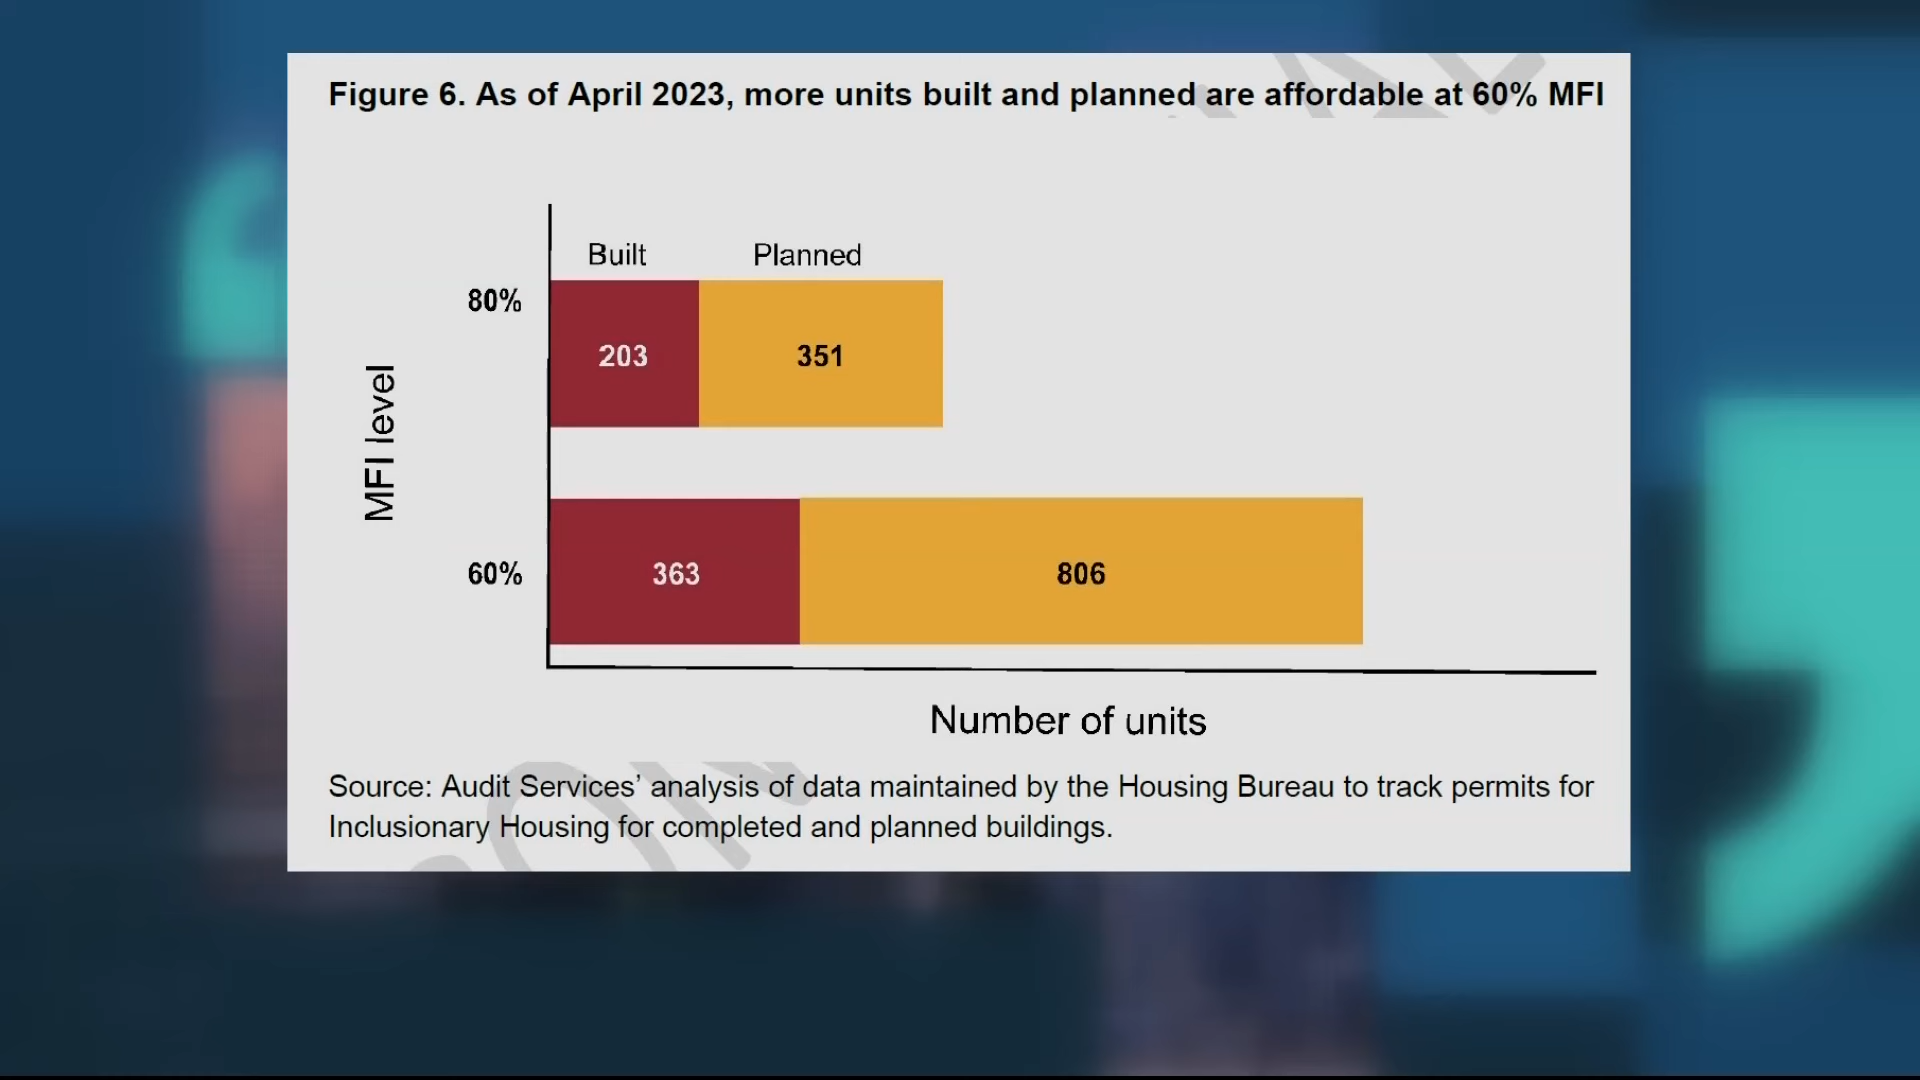 Figure 6. As of April 2023, more units built and planned are affordable at 60% MFI
Built Planned
80%
203 351
MFI level
60%
363 806
Number of units
Source: Audit Services’ analysis of data maintained by the Housing Bureau to track permits for
Inclusionary Housing for completed and planned buildings.